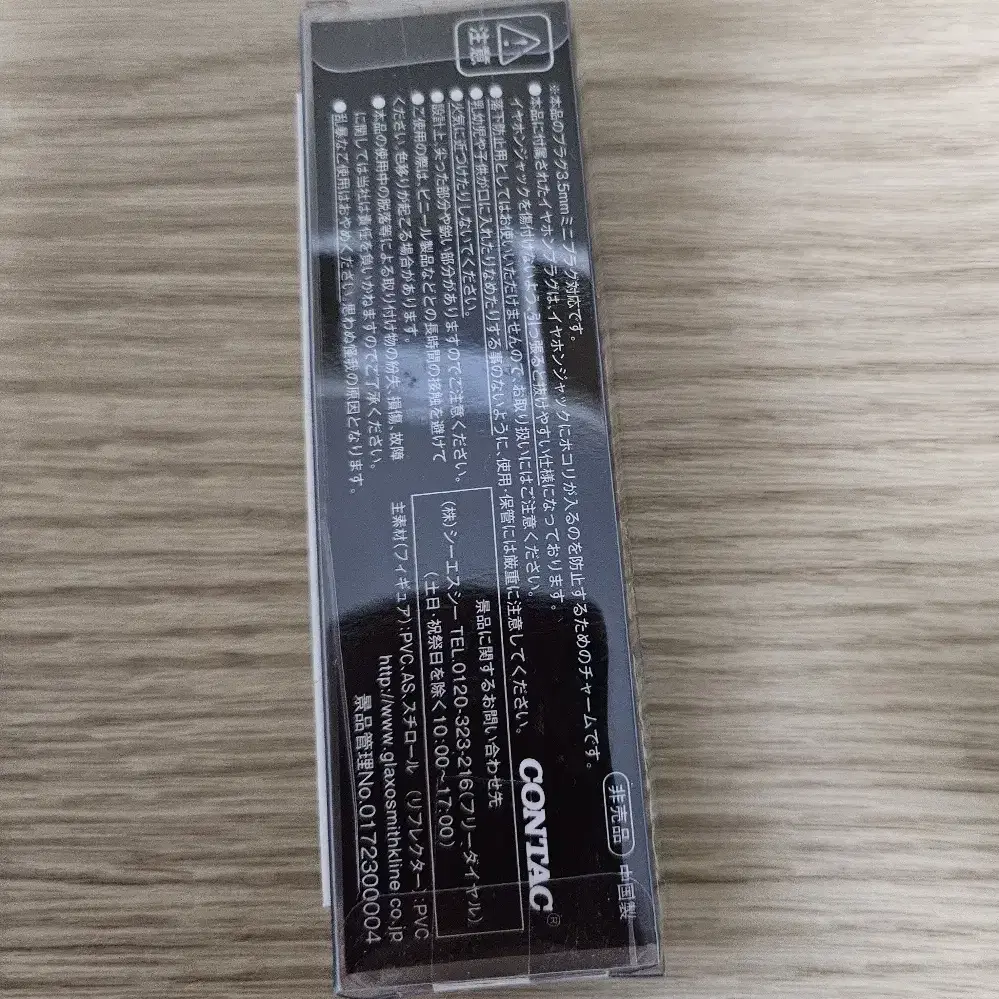 注意
※本品のプラグ3.5mmミニプラグ対応です。
●本品に付属されたイヤホンプラグは、イヤホンジャックにホコリが入るのを防止するためのチャームです。
イヤホンジャックを傷付けないよう、引っ張ると抜けやすい仕様になっております。
●落下防止用としてはお使いいただけませんので、お取り扱いにはご注意ください。
●乳幼児や子供が口に入れたりなめたりする事のないように、使用・保管には厳重に注意してください。
●火気に近づけたりしないでください。
●設計上、尖った部分や鋭い部分がありますのでご注意ください。
●ご使用の際は、ビニール製品などとの長時間の接触を避けて
ください。色移りが起こる場合があります。
●本品の使用中の脱落等による取り付け物の紛失、損傷、故障
に関しては当社は責任を負いかねますのでご了承ください。
●乱暴なご使用はおやめください。思わぬ怪我の原因となります。
非売品 中国製
CONTAC®
景品に関するお問い合わせ先
(株)シーエスシー TEL.0120-323-216(フリーダイヤル)
(土日・祝祭日を除く10:00~17:00)
主素材(フィギュア):PVC、AS、スチロール (リフレクター):PVC
http://www.glaxosmithkline.co.jp
景品管理No.0172300004